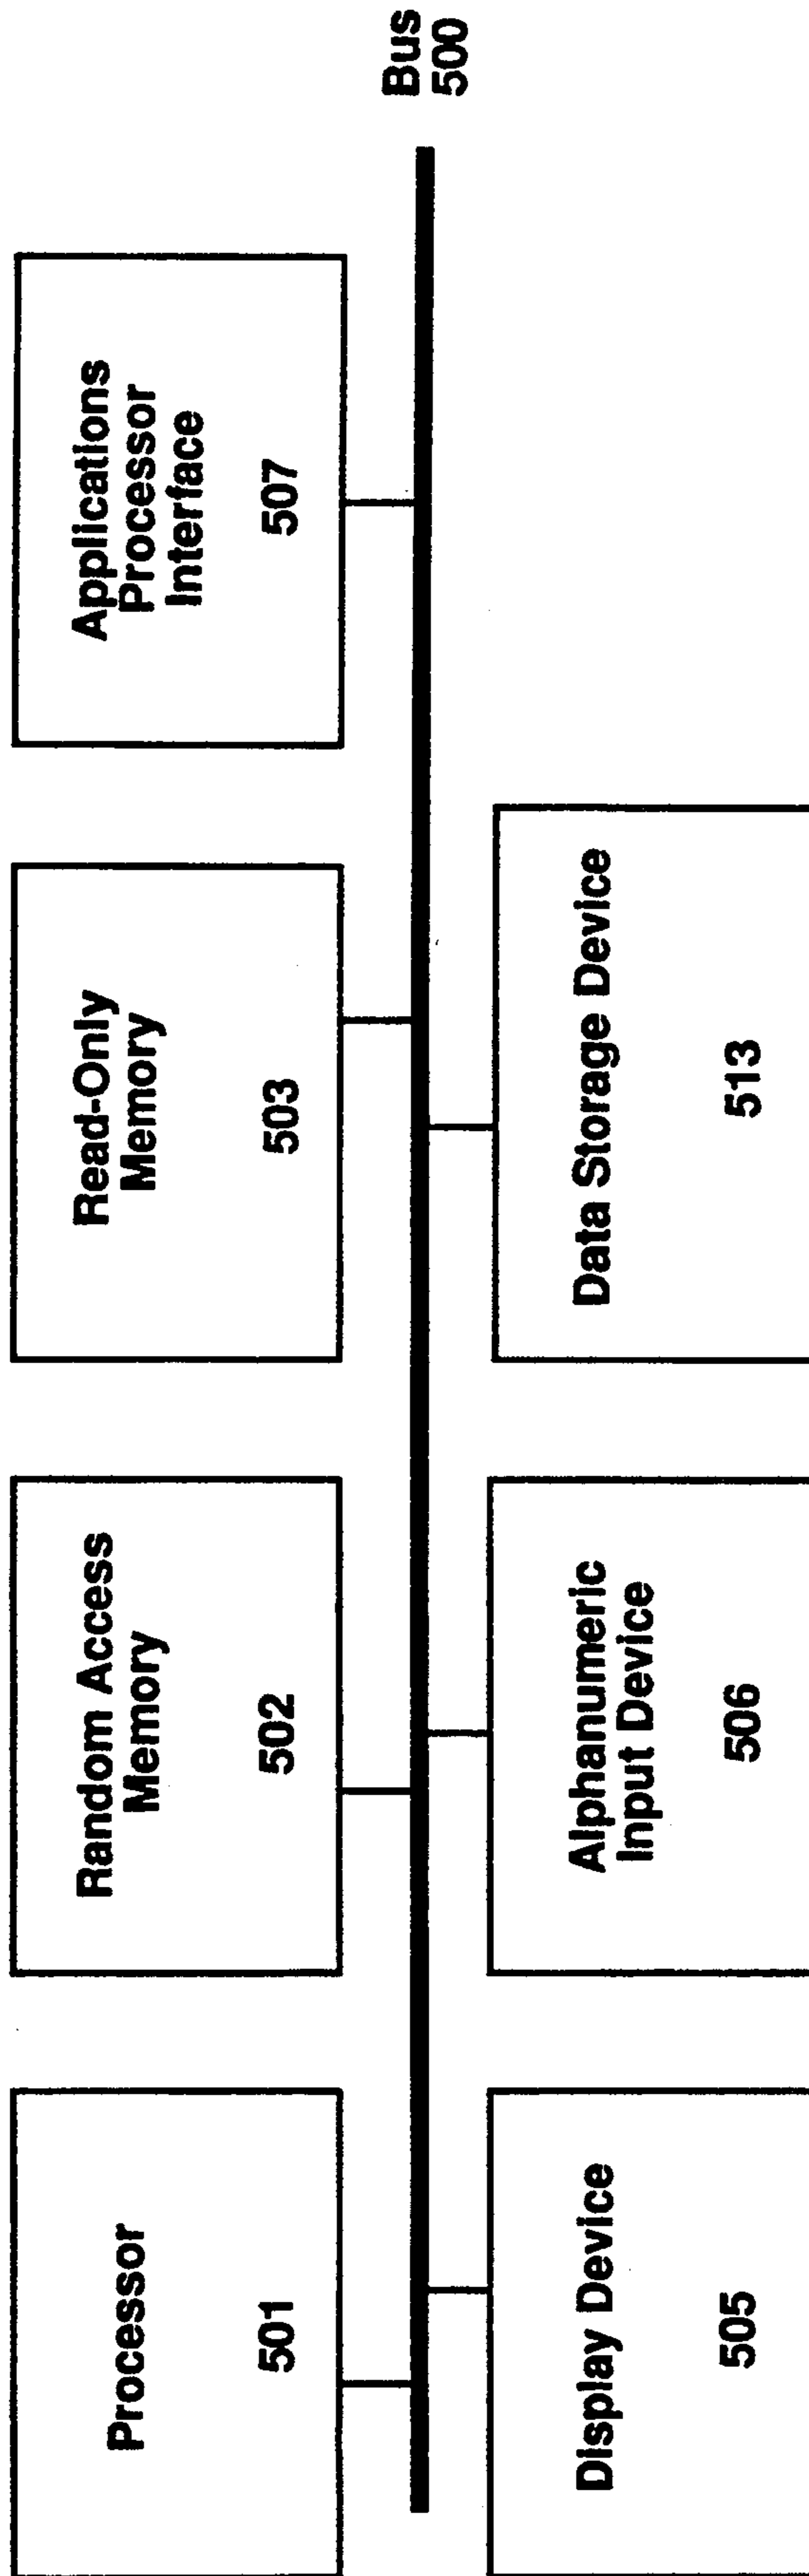 Processor
501
Random Access
Memory
502
Read-Only
Memory
503
Applications
Processor
Interface
507
Bus
500
Display Device
505
Alphanumeric
Input Device
506
Data Storage Device
513